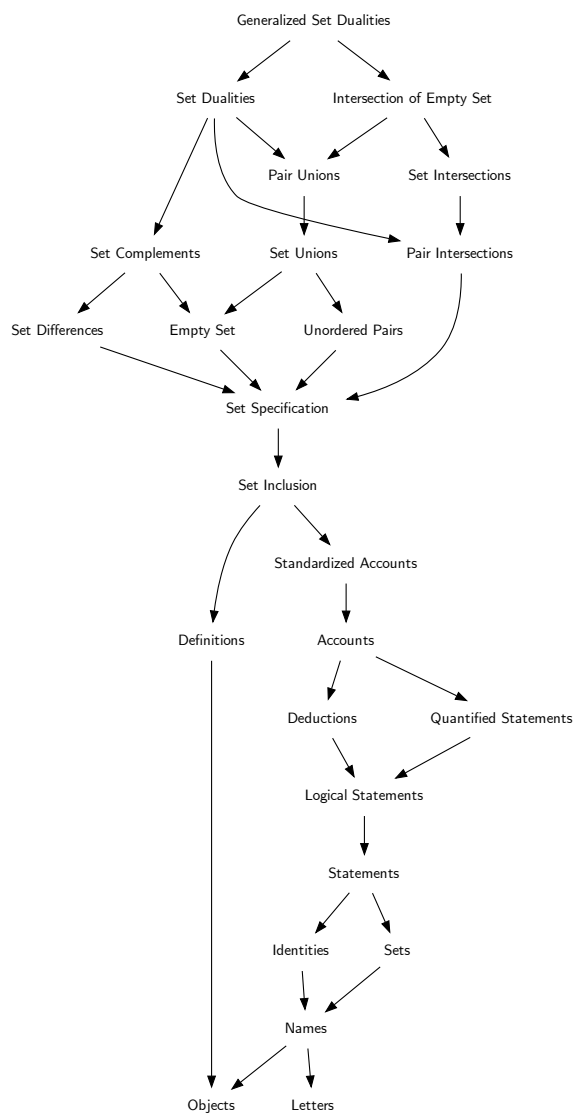 Generalized Set Dualities
Set Dualities
Intersection of Empty Set
Pair Unions
Set Intersections
Set Complements
Set Unions
Pair Intersections
Set Differences
Empty Set
Unordered Pairs
Set Specification
Set Inclusion
Standardized Accounts
Definitions
Accounts
Deductions
Quantified Statements
Logical Statements
Statements
Identities
Sets
Names
Objects
Letters